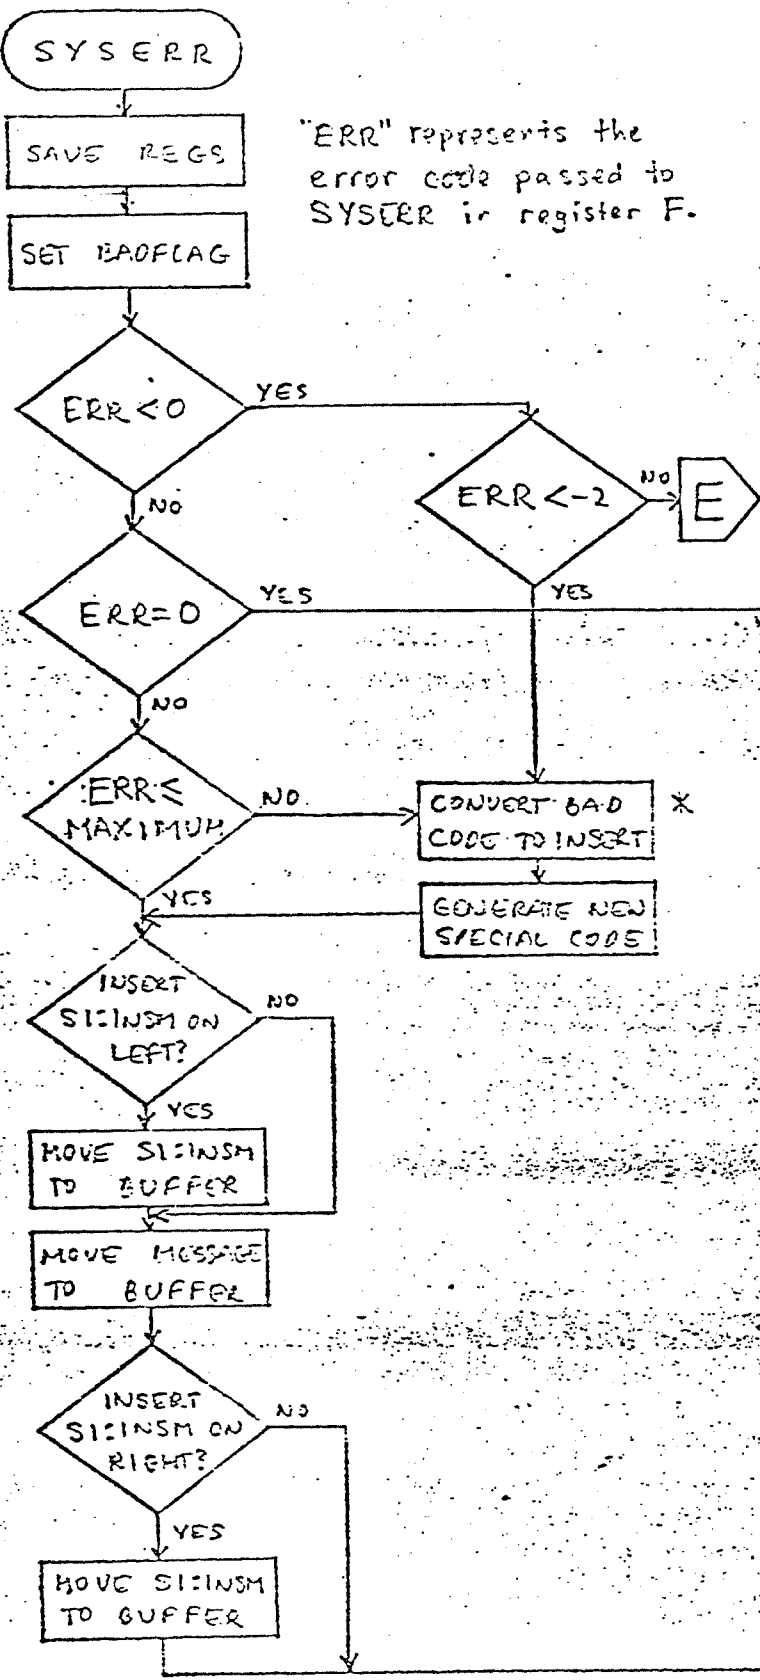 SYSERR
SAVE REGS
"ERR" represents the
error code passed to
SYSERR in register F.
SET BADFLAG
ERR < 0
YES
NO
ERR < -2
NO
E
YES
ERR = 0
YES
NO
ERR ≤
MAXIMUM
NO
YES
CONVERT BAD
CODE TO INSERT
*
GENERATE NEW
SPECIAL CODE
INSERT
SI:INSM ON
LEFT?
NO
YES
MOVE SI:INSM
TO BUFFER
MOVE MESSAGE
TO BUFFER
INSERT
SI:INSM ON
RIGHT?
NO
YES
MOVE SI:INSM
TO BUFFER